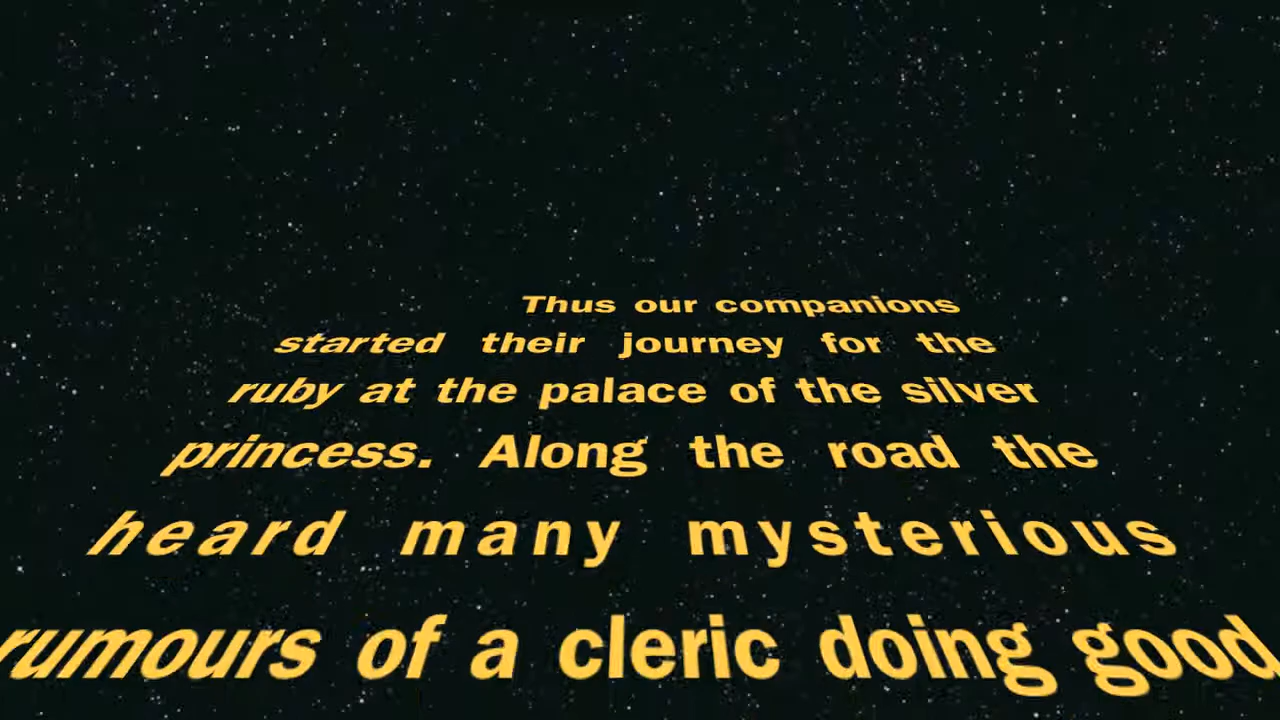 Thus our companions
started their journey for the
ruby at the palace of the silver
princess. Along the road the
heard many mysterious
rumours of a cleric doing good